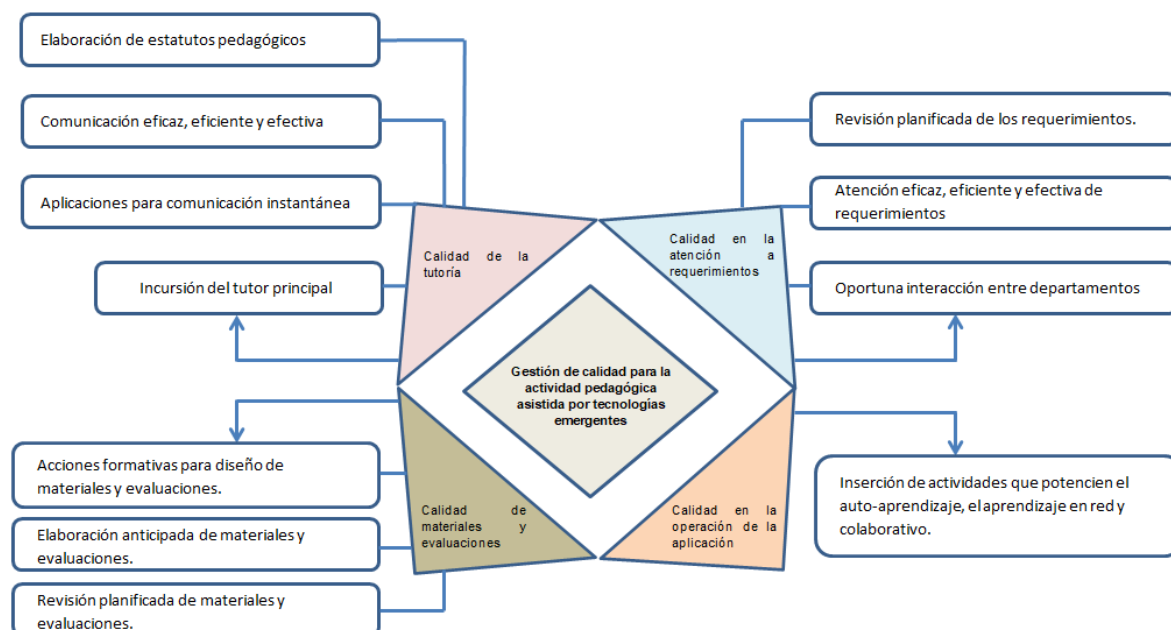 Elaboración de estatutos pedagógicos
Comunicación eficaz, eficiente y efectiva
Aplicaciones para comunicación instantánea
Incursión del tutor principal
Calidad de la
tutoría
Revisión planificada de los requerimientos.
Atención eficaz, eficiente y efectiva de
requerimientos
Oportuna interacción entre departamentos
Calidad en la
atención a
requerimientos
Gestión de calidad para la
actividad pedagógica
asistida por tecnologías
emergentes
Acciones formativas para diseño de
materiales y evaluaciones.
Elaboración anticipada de materiales y
evaluaciones.
Revisión planificada de materiales y
evaluaciones.
Calidad de
materiales y
evaluaciones
Calidad en la
operación de la
aplicación
Inserción de actividades que potencien el
auto-aprendizaje, el aprendizaje en red y
colaborativo.